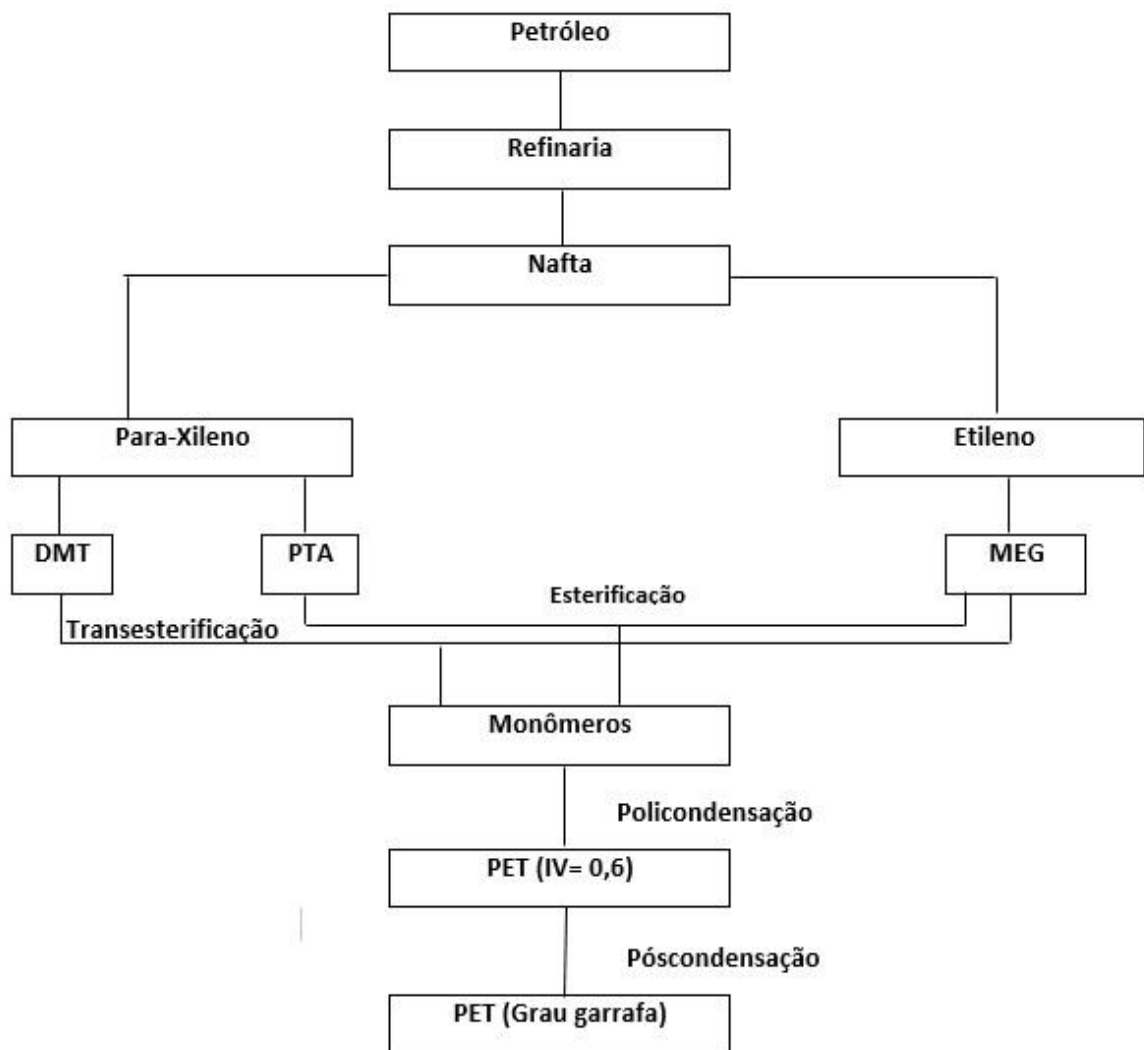 Petróleo
Refinaria
Nafta
Para-Xileno
Etileno
DMT
PTA
MEG
Esterificação
Transesterificação
Monômeros
Policondensação
PET (IV= 0,6)
Póscondensação
PET (Grau garrafa)